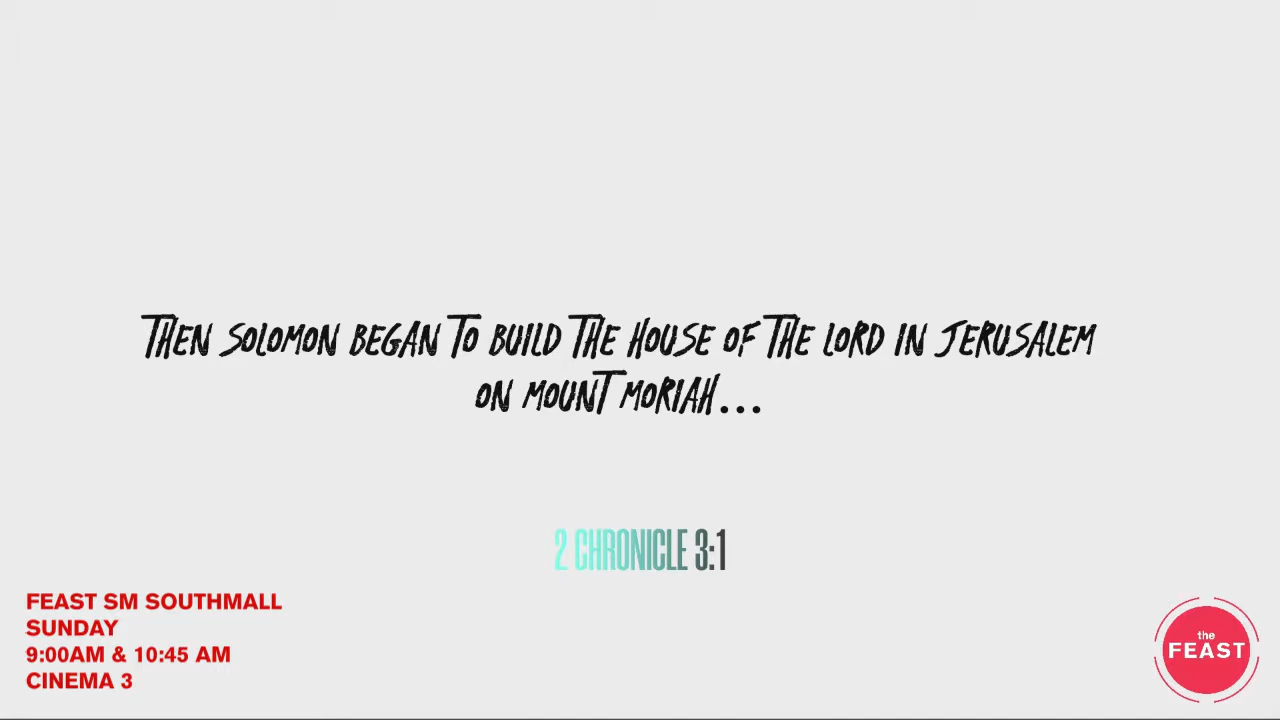 THEN SOLOMON BEGAN TO BUILD THE HOUSE OF THE LORD IN JERUSALEM
ON MOUNT MORIAH...
2 CHRONICLE 3:1
FEAST SM SOUTHMALL
SUNDAY
9:00AM & 10:45 AM
CINEMA 3
the
FEAST